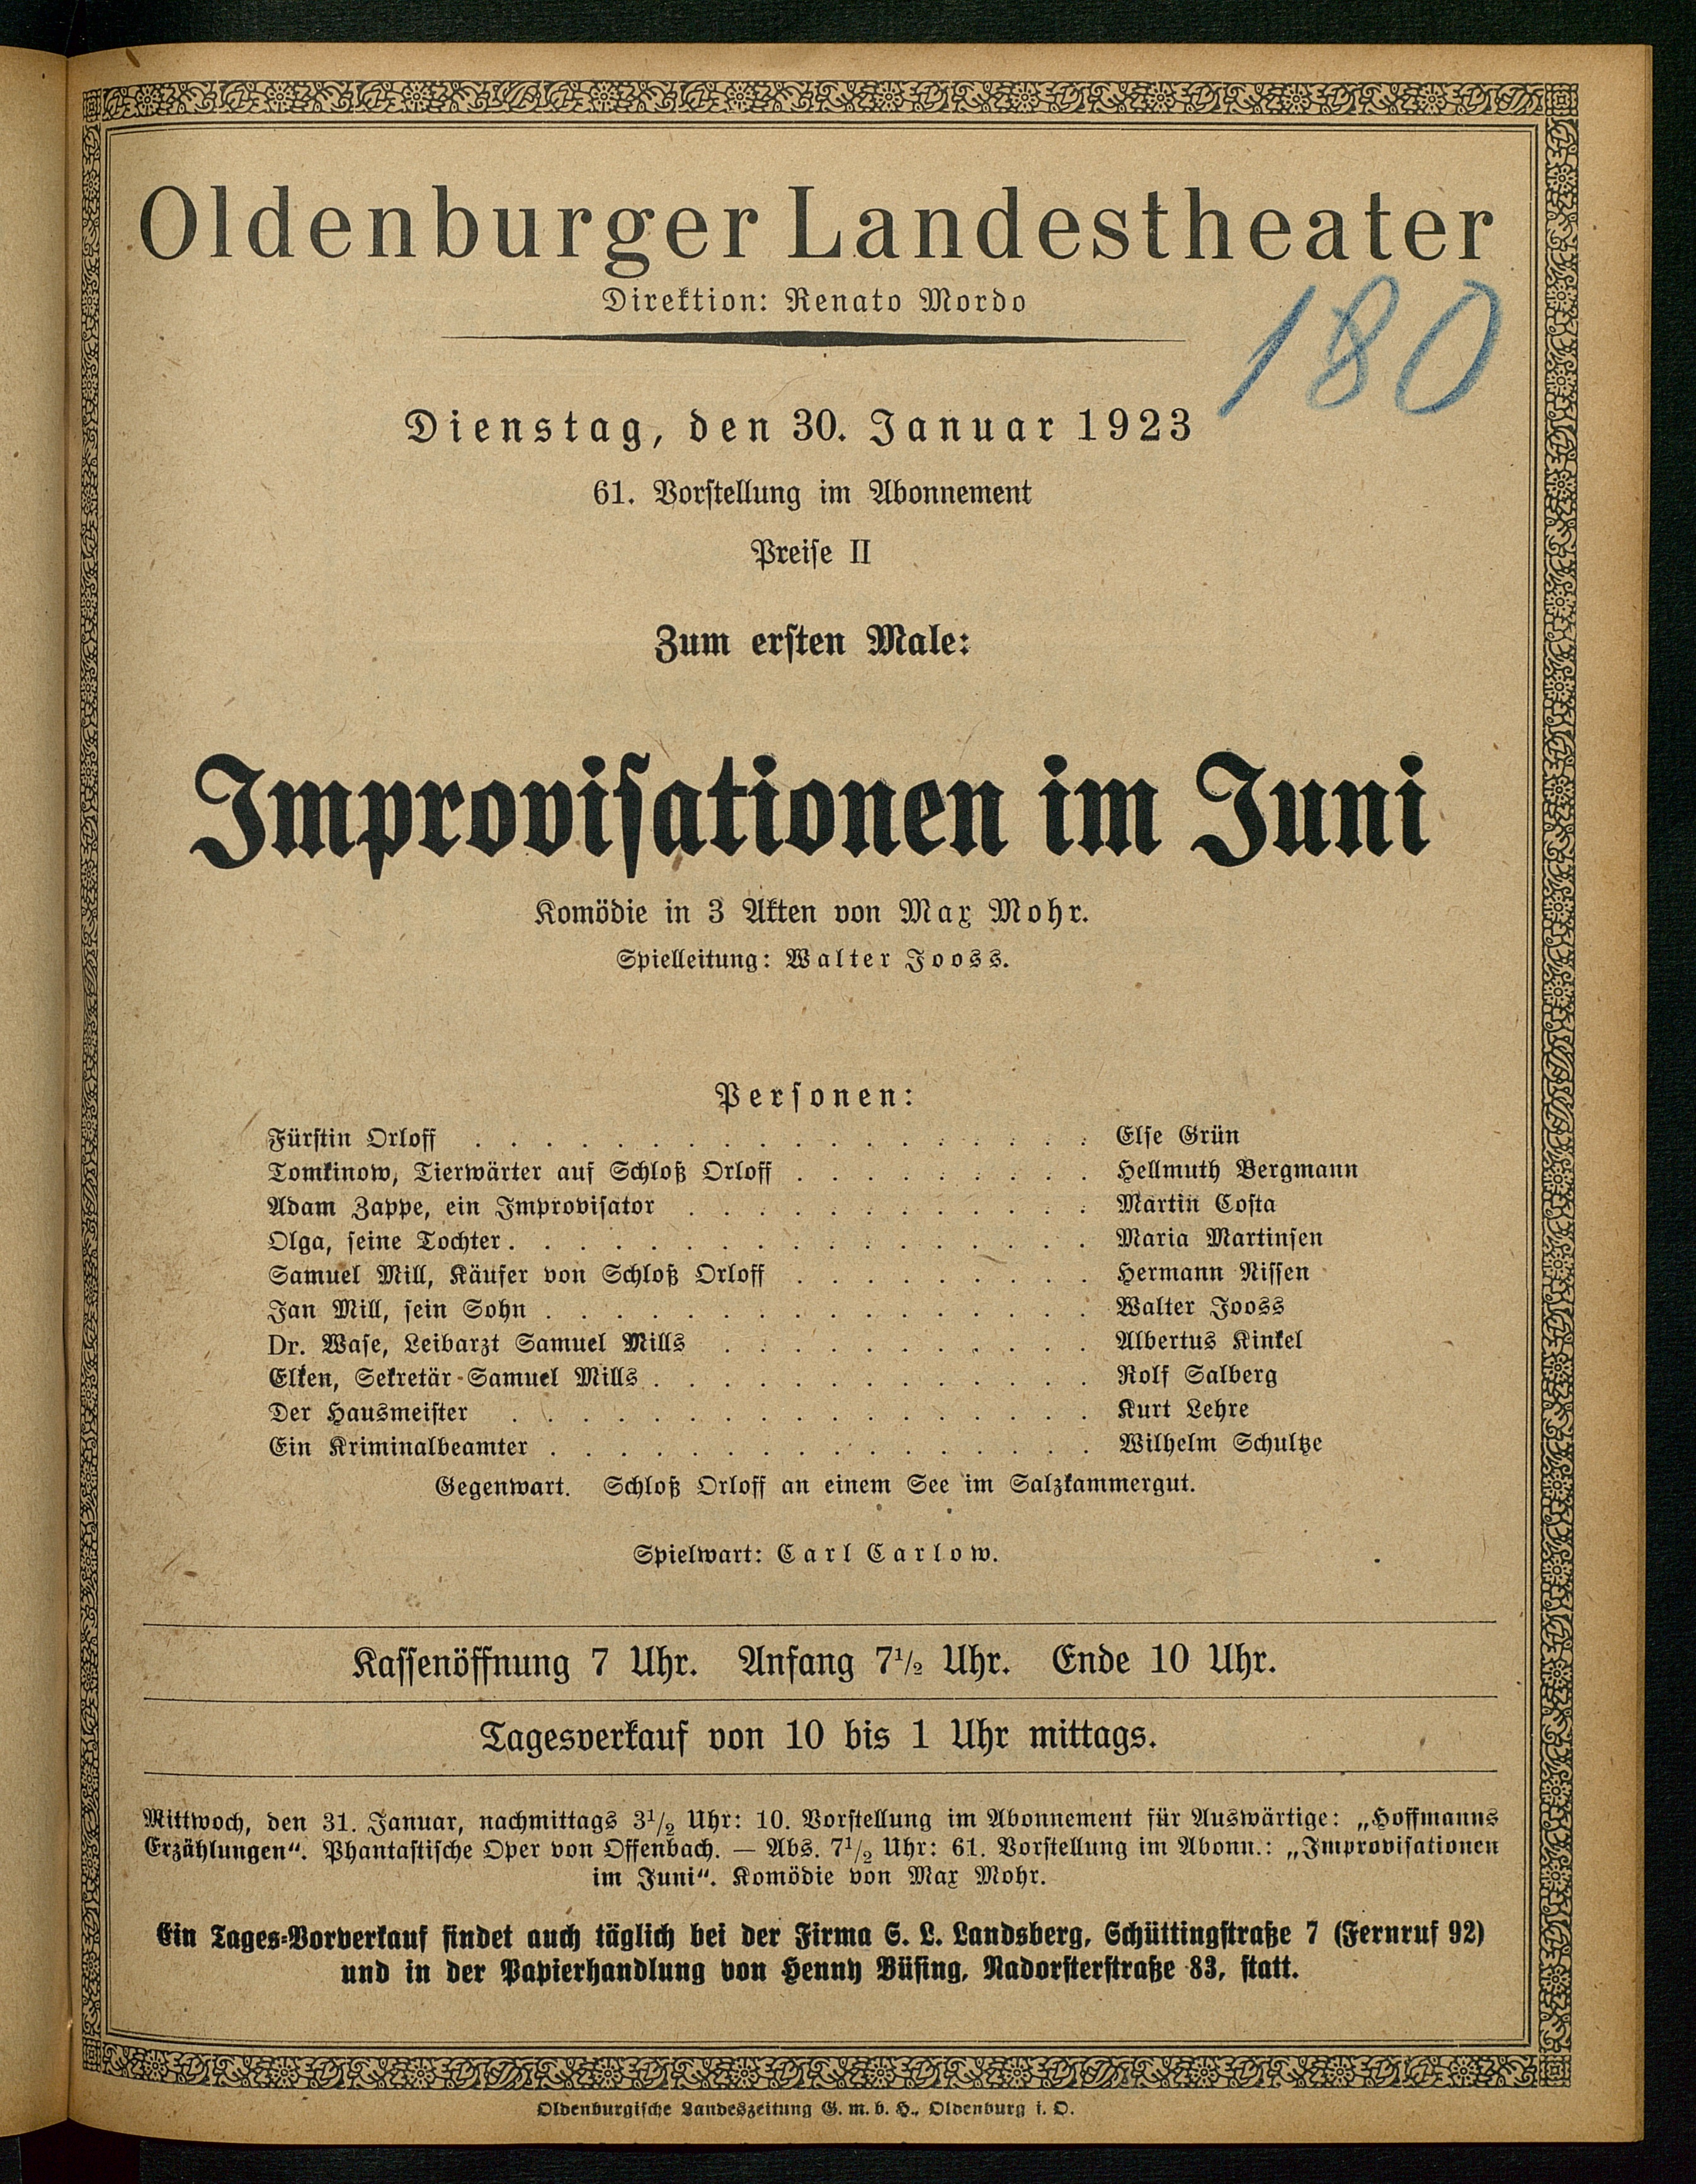 Oldenburger Landestheater
Direktion: Renato Mordo
180
Dienstag, den 30. Januar 1923
61. Vorstellung im Abonnement
Preise II
Zum ersten Male:
Improvisationen im Juni
Komödie in 3 Akten von Max Mohr.
Spielleitung: Walter Jooss.
Personen:
Fürstin Orloff . . . . . . . . . . . . . . . . . . Else Grün
Tomkinow, Tierwärter auf Schloß Orloff . . . . . . . . . Hellmuth Bergmann
Adam Zappe, ein Improvisator . . . . . . . . . . . . Martin Costa
Olga, seine Tochter . . . . . . . . . . . . . . . . . Maria Martinsen
Samuel Mill, Käufer von Schloß Orloff . . . . . . . . . Hermann Nissen
Jan Mill, sein Sohn . . . . . . . . . . . . . . . . Walter Jooss
Dr. Wase, Leibarzt Samuel Mills . . . . . . . . . . . Albertus Kinkel
Elken, Sekretär Samuel Mills . . . . . . . . . . . . . Rolf Salberg
Der Hausmeister . . . . . . . . . . . . . . . . . Kurt Lehre
Ein Kriminalbeamter . . . . . . . . . . . . . . . . Wilhelm Schultze
Gegenwart. Schloß Orloff an einem See im Salzkammergut.
Spielwart: Carl Carlow.
Kassenöffnung 7 Uhr. Anfang 7½ Uhr. Ende 10 Uhr.
Tagesverkauf von 10 bis 1 Uhr mittags.
Mittwoch, den 31. Januar, nachmittags 3½ Uhr: 10. Vorstellung im Abonnement für Auswärtige: „Hoffmanns
Erzählungen“. Phantastische Oper von Offenbach. — Abs. 7½ Uhr: 61. Vorstellung im Abonn.: „Improvisationen
im Juni“. Komödie von Max Mohr.
Ein Tages-Vorverkauf findet auch täglich bei der Firma S. L. Landsberg, Schüttingstraße 7 (Fernruf 92)
und in der Papierhandlung von Henny Büsing, Nadorsterstraße 83, statt.
Oldenburgische Landeszeitung G. m. b. H., Oldenburg i. O.